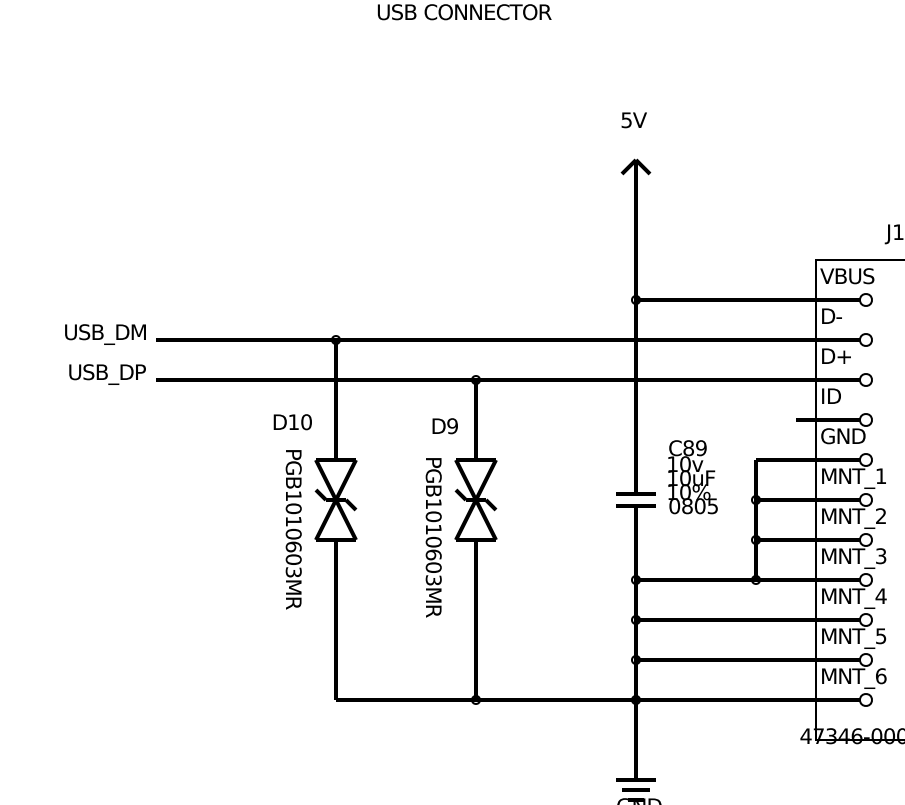 USB CONNECTOR
5V
J1
VBUS
D-
USB_DM
D+
USB_DP
ID
D10
D9
GND
C89
10v
10uF
10%
0805
PGB1010603MR
PGB1010603MR
MNT_1
MNT_2
MNT_3
MNT_4
MNT_5
MNT_6
47346-000
GND